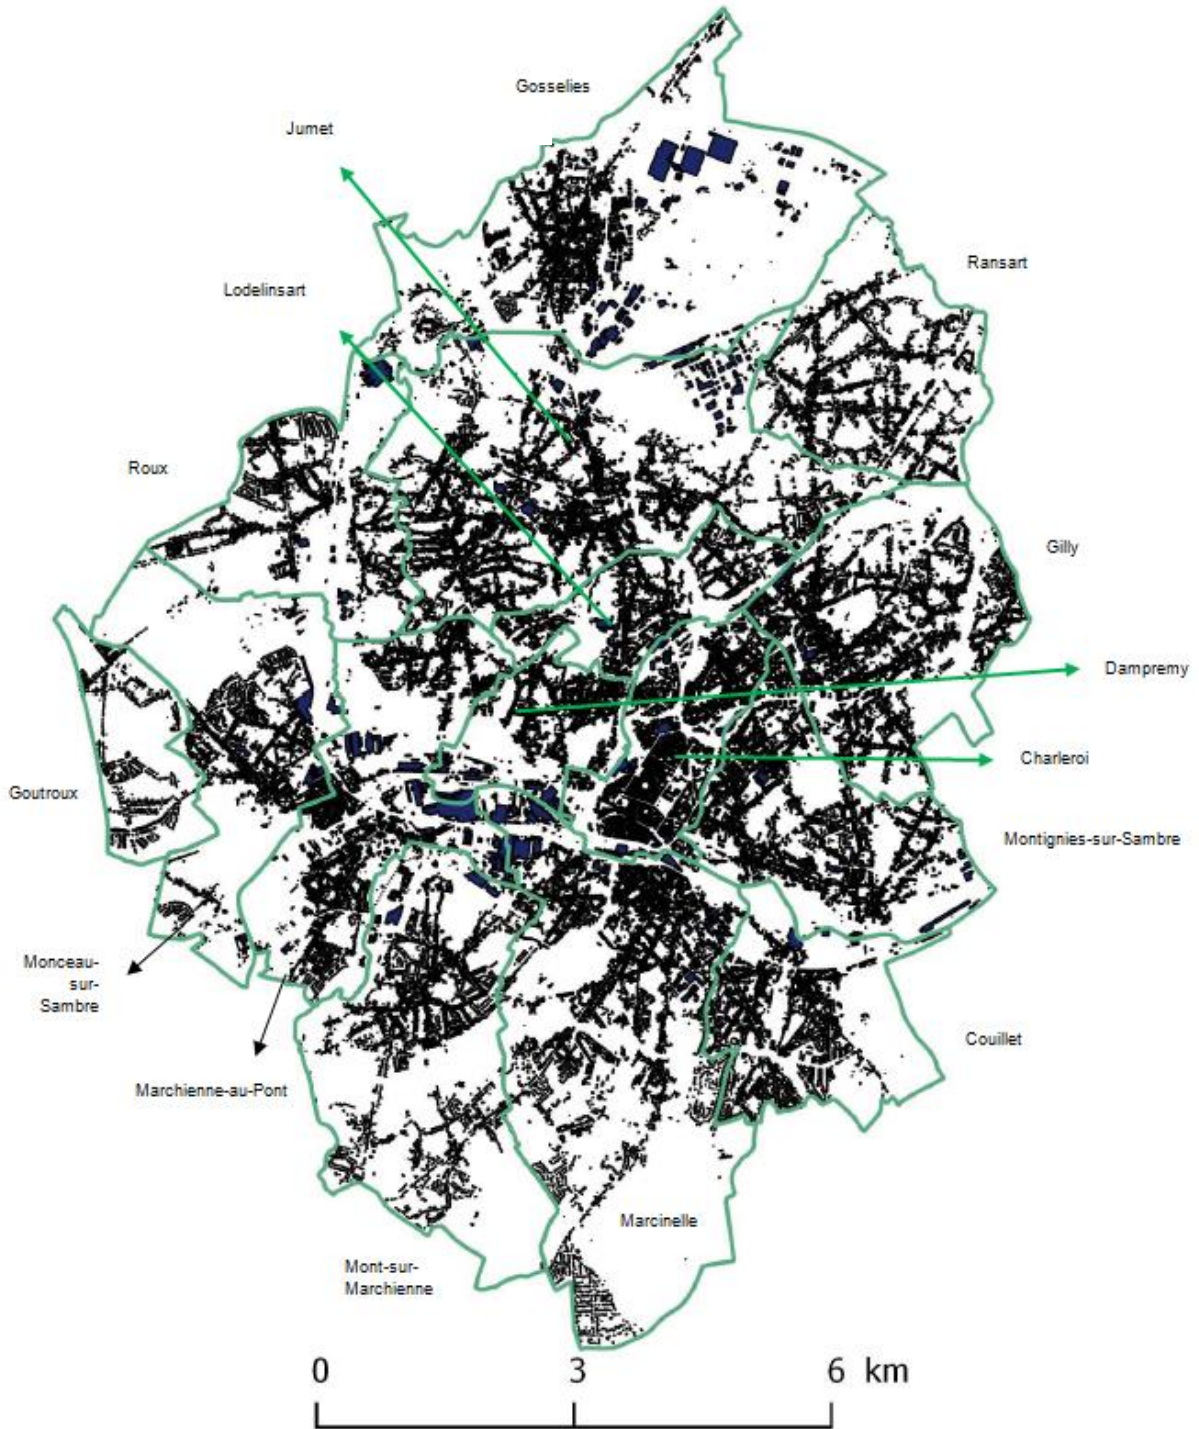 Gosselies
Jumet
Ransart
Lodelinsart
Roux
Gilly
Dampremy
Charleroi
Goutroux
Montignies-sur-Sambre
Monceau-
sur-
Sambre
Couillet
Marchienne-au-Pont
Marcinelle
Mont-sur-
Marchienne
0 3 6 km